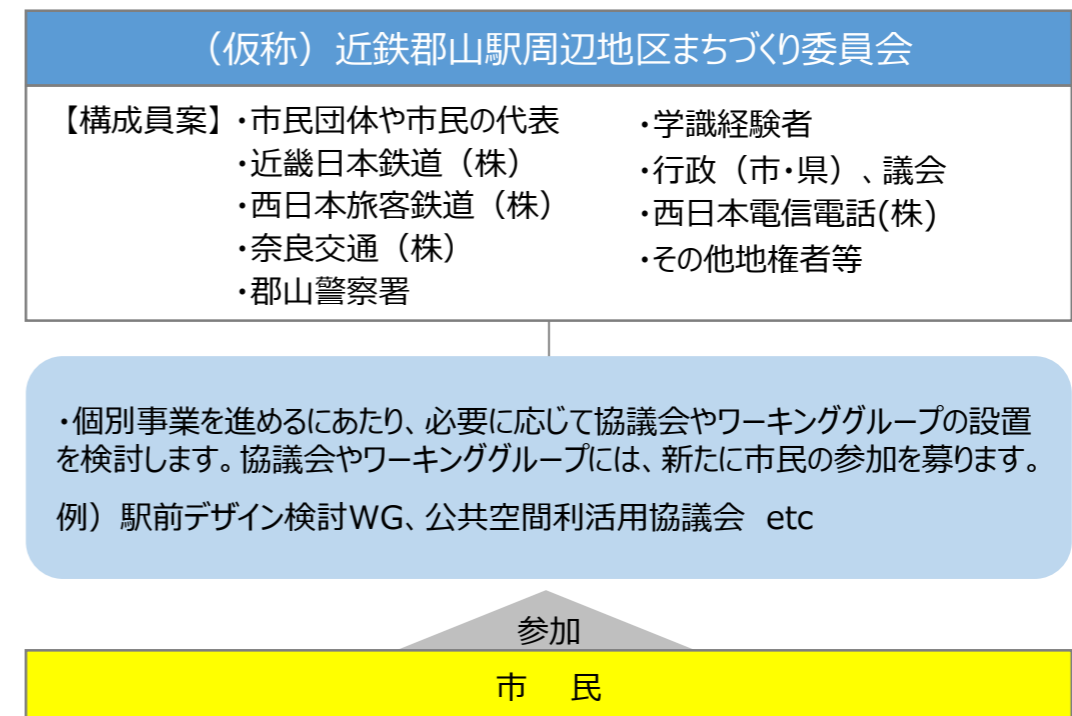 （仮称）近鉄郡山駅周辺地区まちづくり委員会
【構成員案】・市民団体や市民の代表
・近畿日本鉄道（株）
・西日本旅客鉄道（株）
・奈良交通（株）
・郡山警察署
・学識経験者
・行政（市・県）、議会
・西日本電信電話(株)
・その他地権者等
・個別事業を進めるにあたり、必要に応じて協議会やワーキンググループの設置
を検討します。協議会やワーキンググループには、新たに市民の参加を募ります。
例）駅前デザイン検討WG、公共空間利活用協議会 etc
参加
市 民